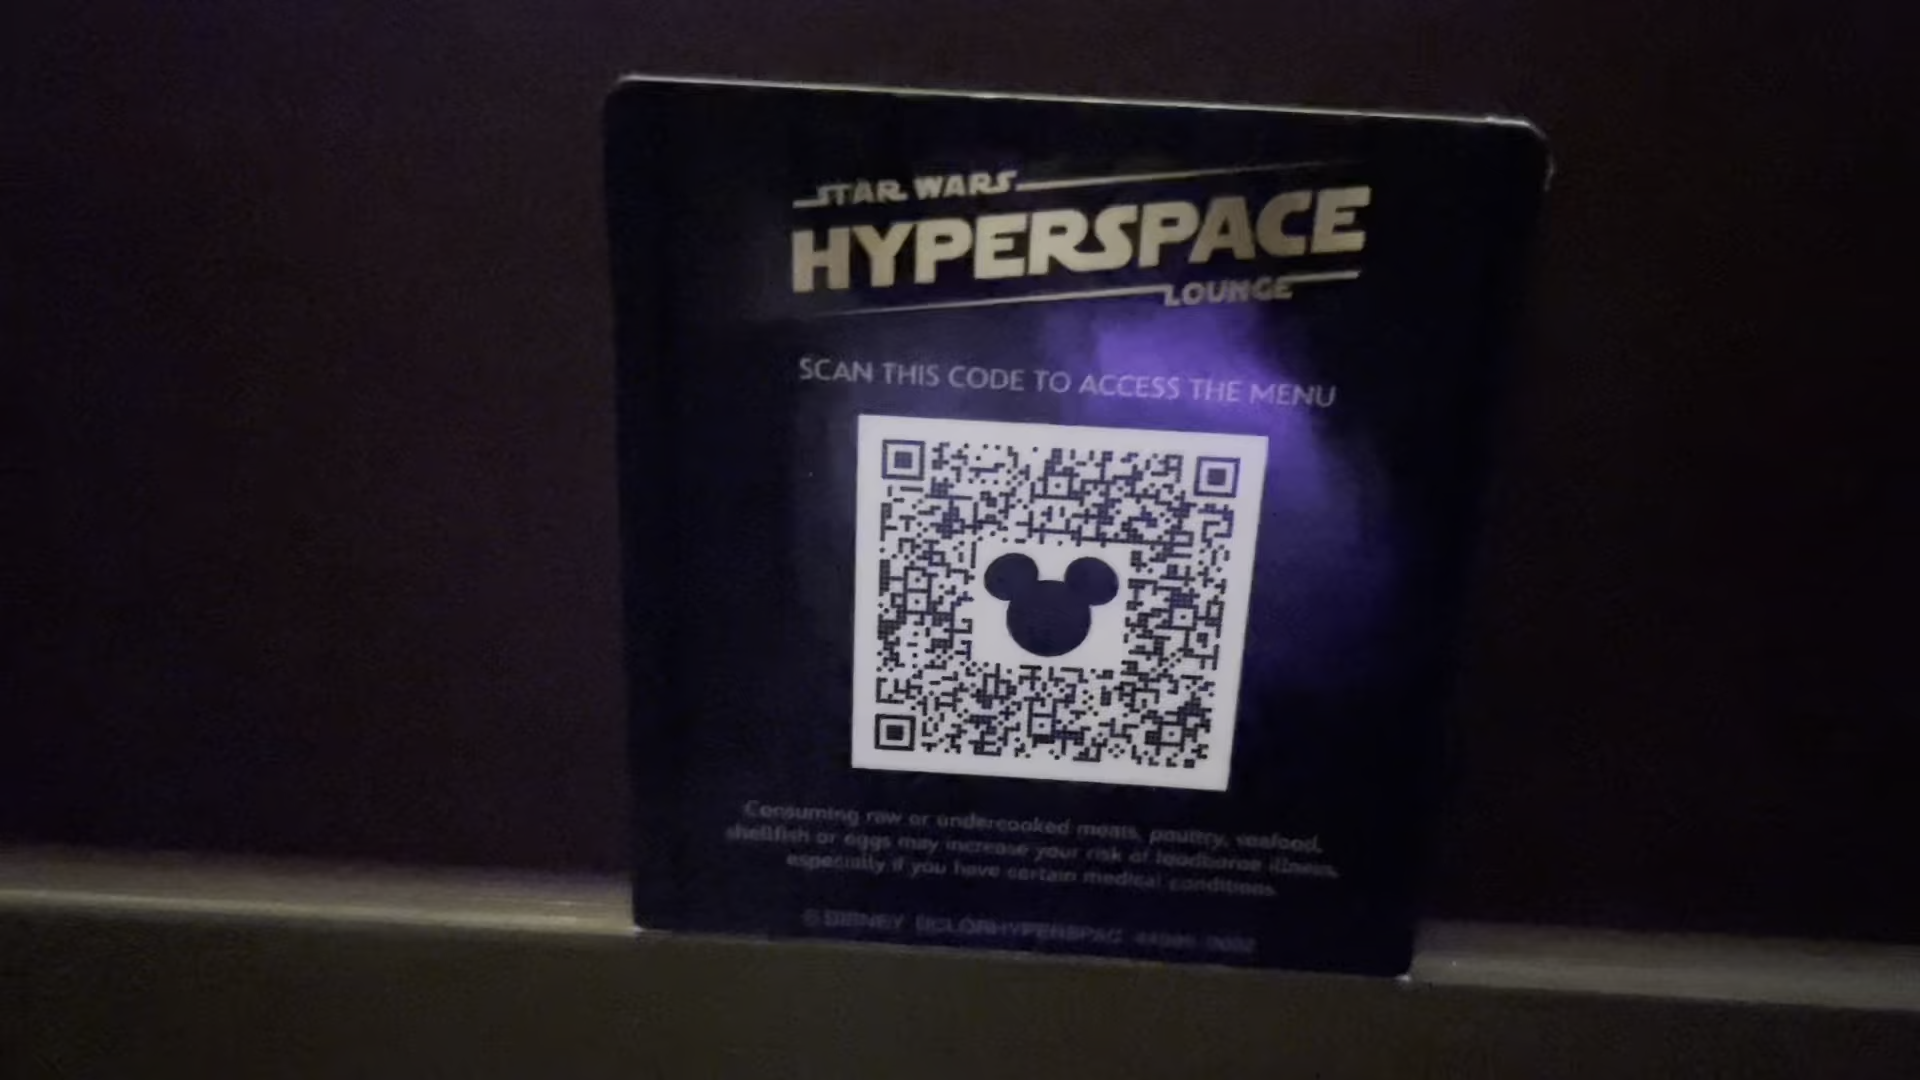 STAR WARS
HYPERSPACE
LOUNGE
SCAN THIS CODE TO ACCESS THE MENU
Consuming raw or undercooked meats, poultry, seafood,
shellfish or eggs may increase your risk of foodborne illness,
especially if you have certain medical conditions.
© DISNEY